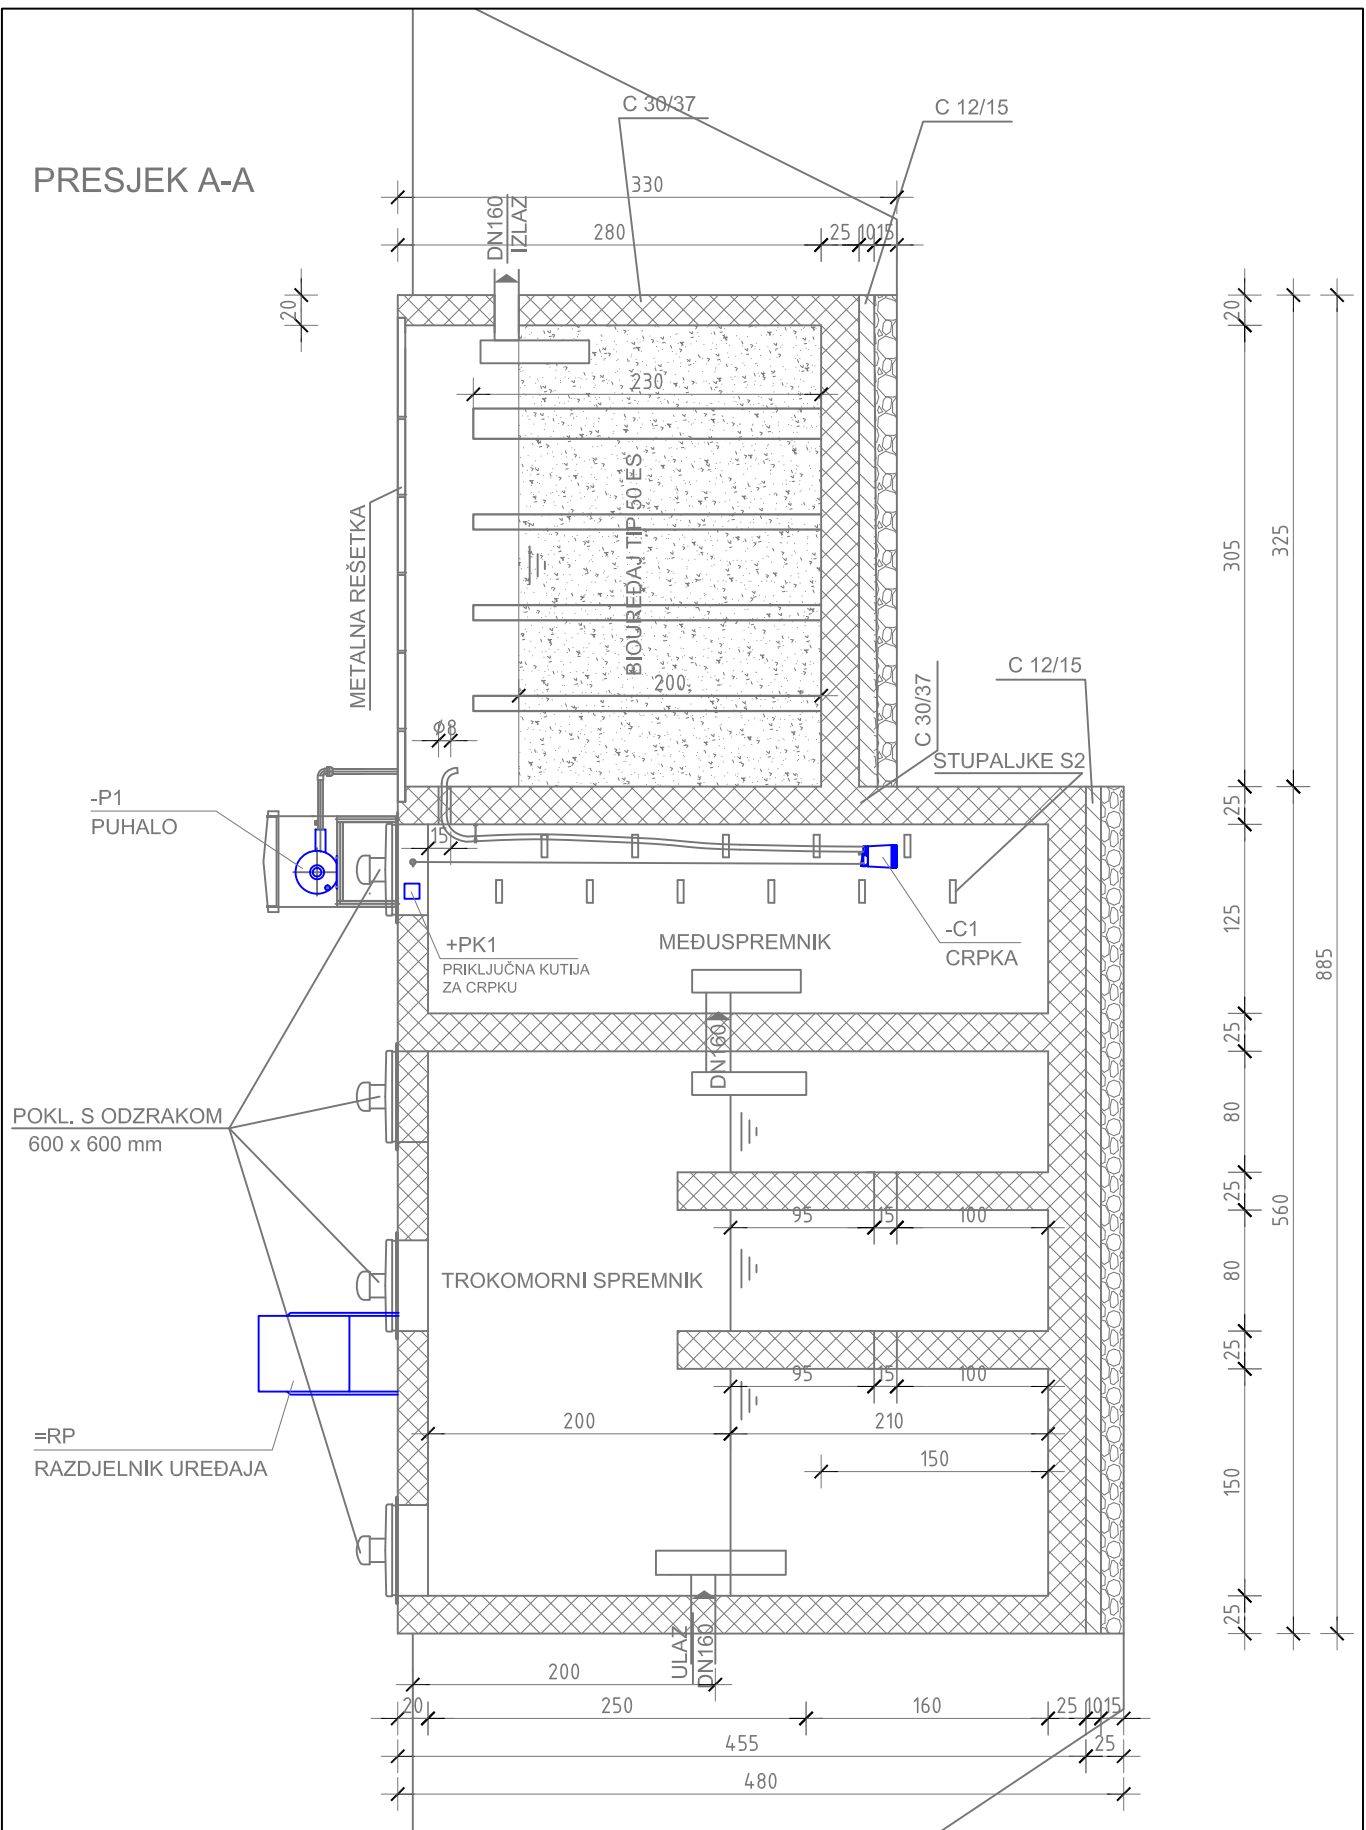 C 30/37
C 12/15
PRESJEK A-A
330
DN160
IZLAZ
280
25
10
15
20
20
230
METALNA REŠETKA
BIOUREĐAJ TIP 50 ES
305
325
200
C 30/37
C 12/15
STUPALJKE S2
ø8
-P1
PUHALO
15
25
+PK1
PRIKLJUČNA KUTIJA
ZA CRPKU
MEĐUSPREMNIK
-C1
CRPKA
125
885
DN160
25
POKL. S ODZRAKOM
600 x 600 mm
80
25
95
15
100
560
TROKOMORNI SPREMNIK
80
25
95
15
100
200
210
=RP
RAZDJELNIK UREĐAJA
150
150
25
ULAZ
DN160
200
20
250
160
25
10
15
455
25
480